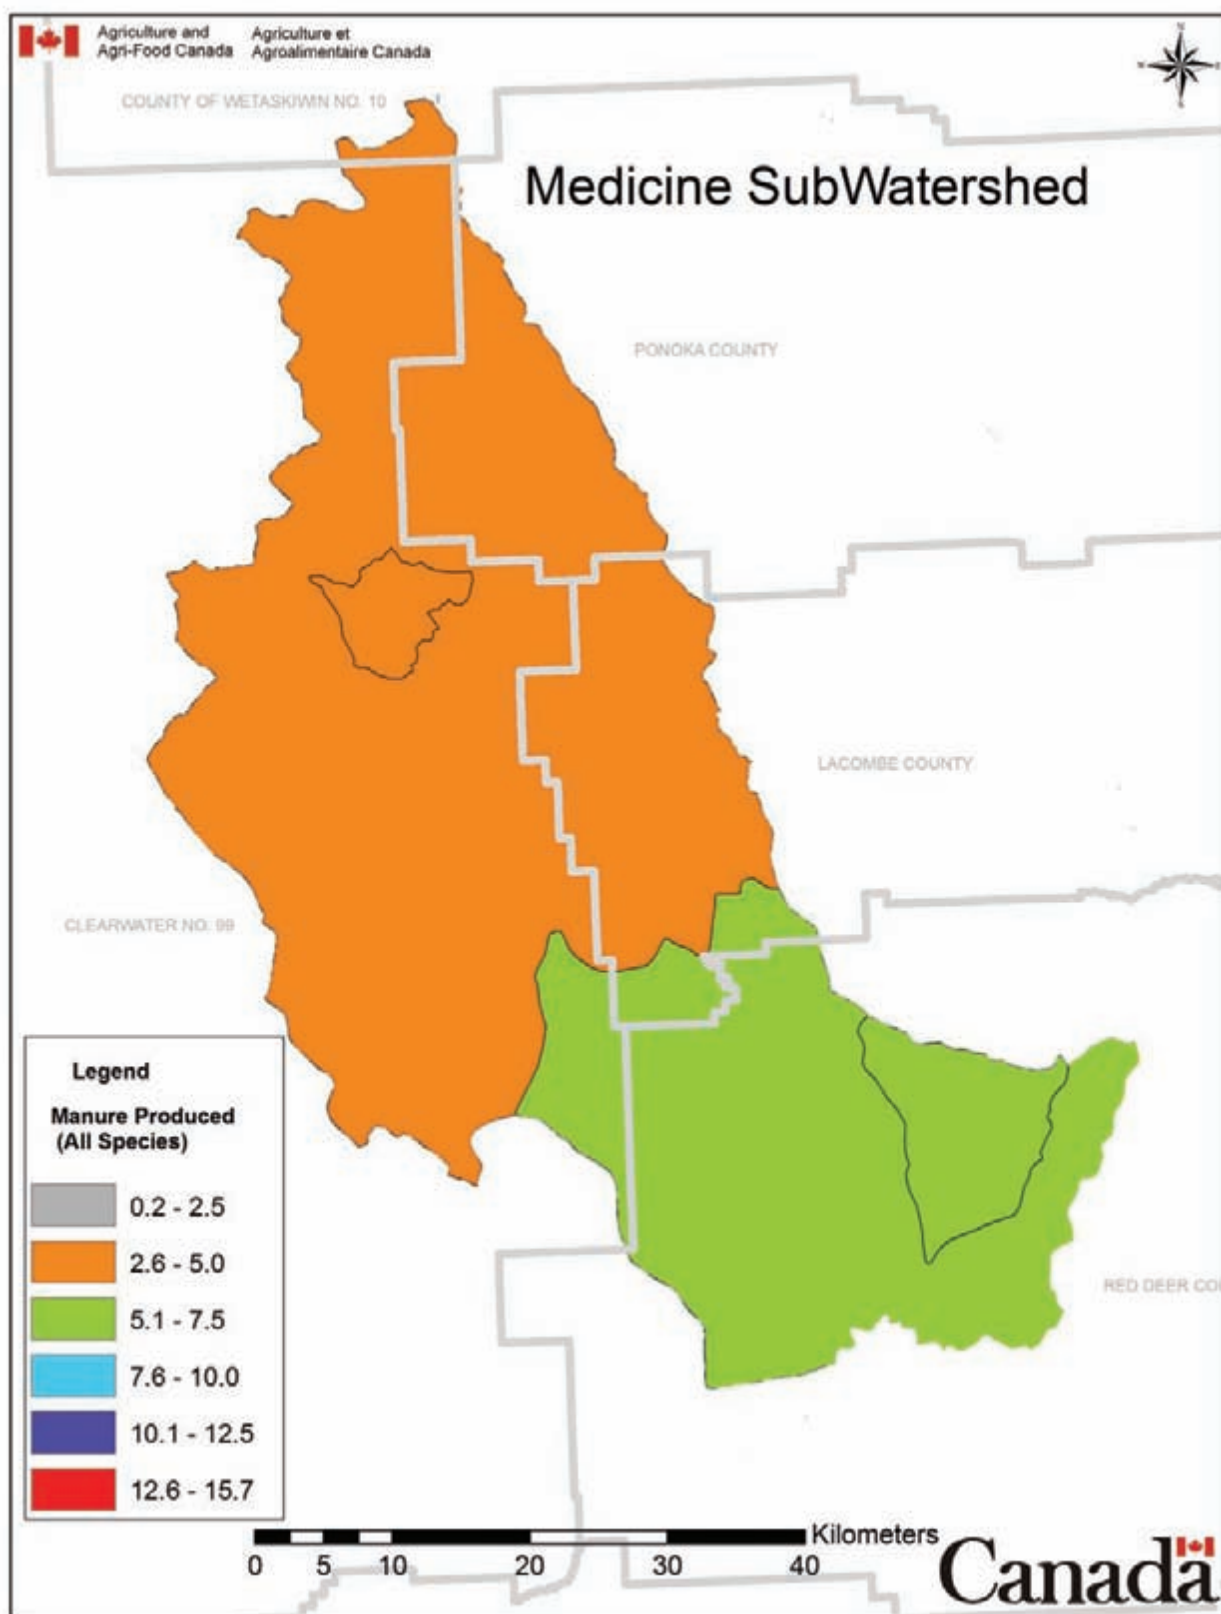 Agriculture and Agriculture et
Agri-Food Canada Agroalimentaire Canada
COUNTY OF WETASKIWIN NO. 10
Medicine SubWatershed
PONOKA COUNTY
LACOMBE COUNTY
CLEARWATER NO. 99
RED DEER CO
Legend
Manure Produced
(All Species)
0.2 - 2.5
2.6 - 5.0
5.1 - 7.5
7.6 - 10.0
10.1 - 12.5
12.6 - 15.7
Kilometers
0 5 10 20 30 40
Canada